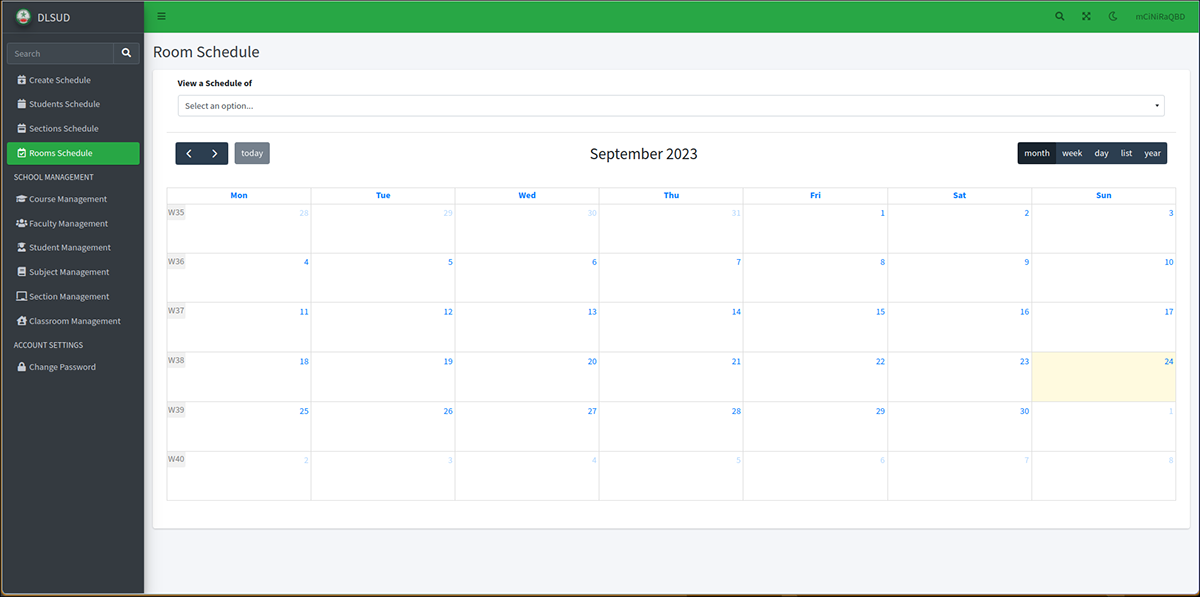 DLSUD
mCiNiRaQBD
Search
Create Schedule
Students Schedule
Sections Schedule
Rooms Schedule
SCHOOL MANAGEMENT
Course Management
Faculty Management
Student Management
Subject Management
Section Management
Classroom Management
ACCOUNT SETTINGS
Change Password
Room Schedule
View a Schedule of
Select an option...
today
September 2023
month week day list year
Mon Tue Wed Thu Fri Sat Sun
W35 28 29 30 31 1 2 3
W36 4 5 6 7 8 9 10
W37 11 12 13 14 15 16 17
W38 18 19 20 21 22 23 24
W39 25 26 27 28 29 30 1
W40 2 3 4 5 6 7 8